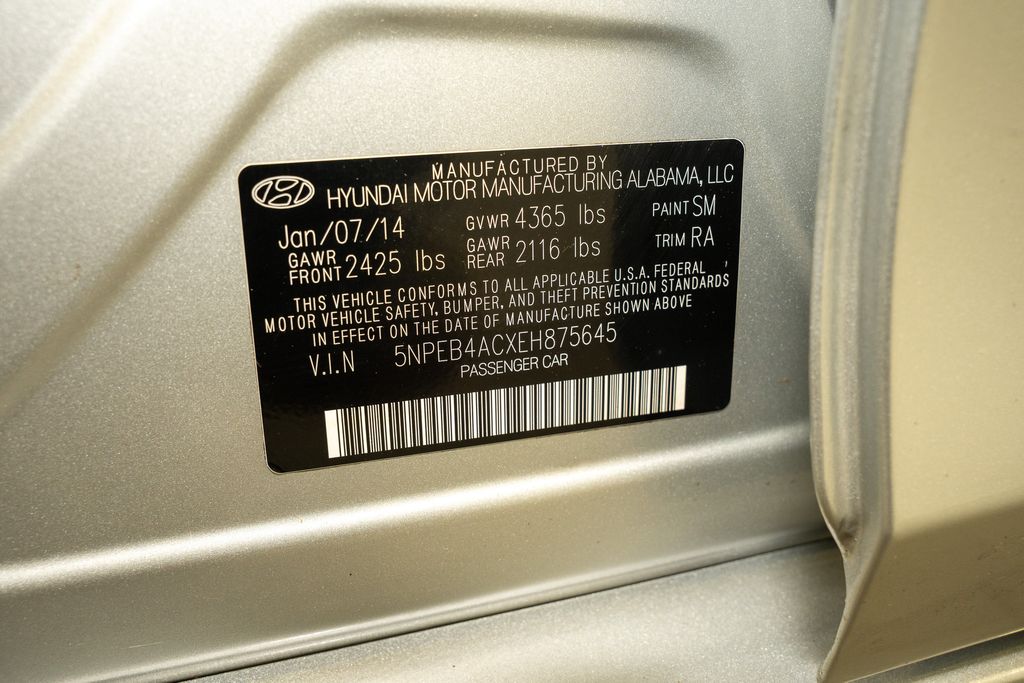 MANUFACTURED BY
HYUNDAI MOTOR MANUFACTURING ALABAMA, LLC
Jan/07/14 GVWR 4365 lbs PAINT SM
GAWR FRONT 2425 lbs GAWR REAR 2116 lbs TRIM RA
THIS VEHICLE CONFORMS TO ALL APPLICABLE U.S.A. FEDERAL
MOTOR VEHICLE SAFETY, BUMPER, AND THEFT PREVENTION STANDARDS
IN EFFECT ON THE DATE OF MANUFACTURE SHOWN ABOVE
V.I.N 5NPEB4ACXEH875645
PASSENGER CAR